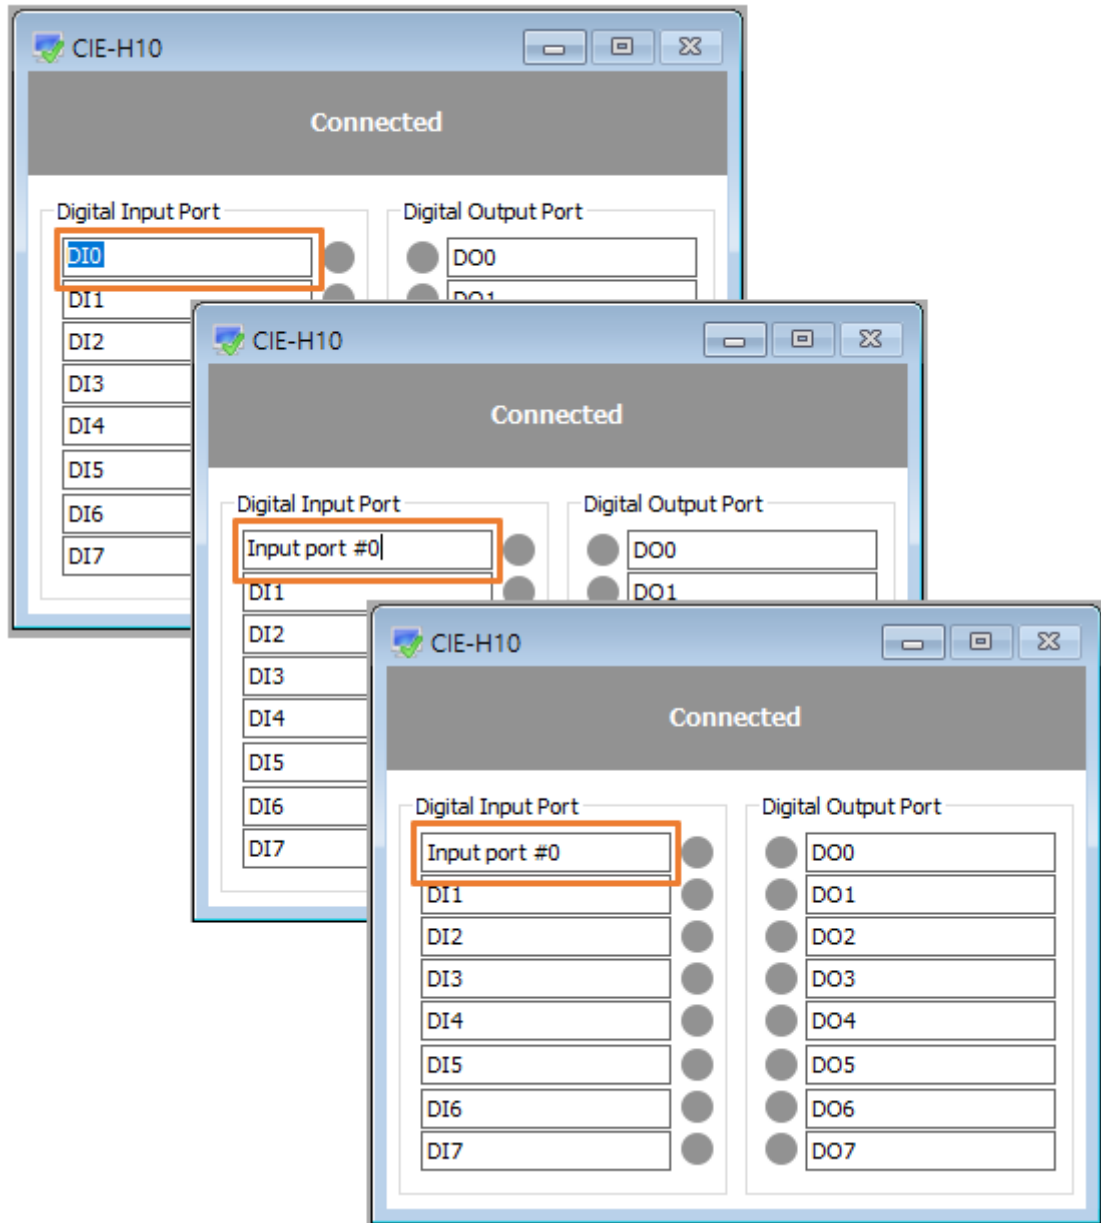 CIE-H10
Connected
Digital Input Port
DI0
DI1
DI2
DI3
DI4
DI5
DI6
DI7
Digital Output Port
DO0
DO1
CIE-H10
Connected
Digital Input Port
Input port #0
DI1
DI2
DI3
DI4
DI5
DI6
DI7
Digital Output Port
DO0
DO1
CIE-H10
Connected
Digital Input Port
Input port #0
DI1
DI2
DI3
DI4
DI5
DI6
DI7
Digital Output Port
DO0
DO1
DO2
DO3
DO4
DO5
DO6
DO7